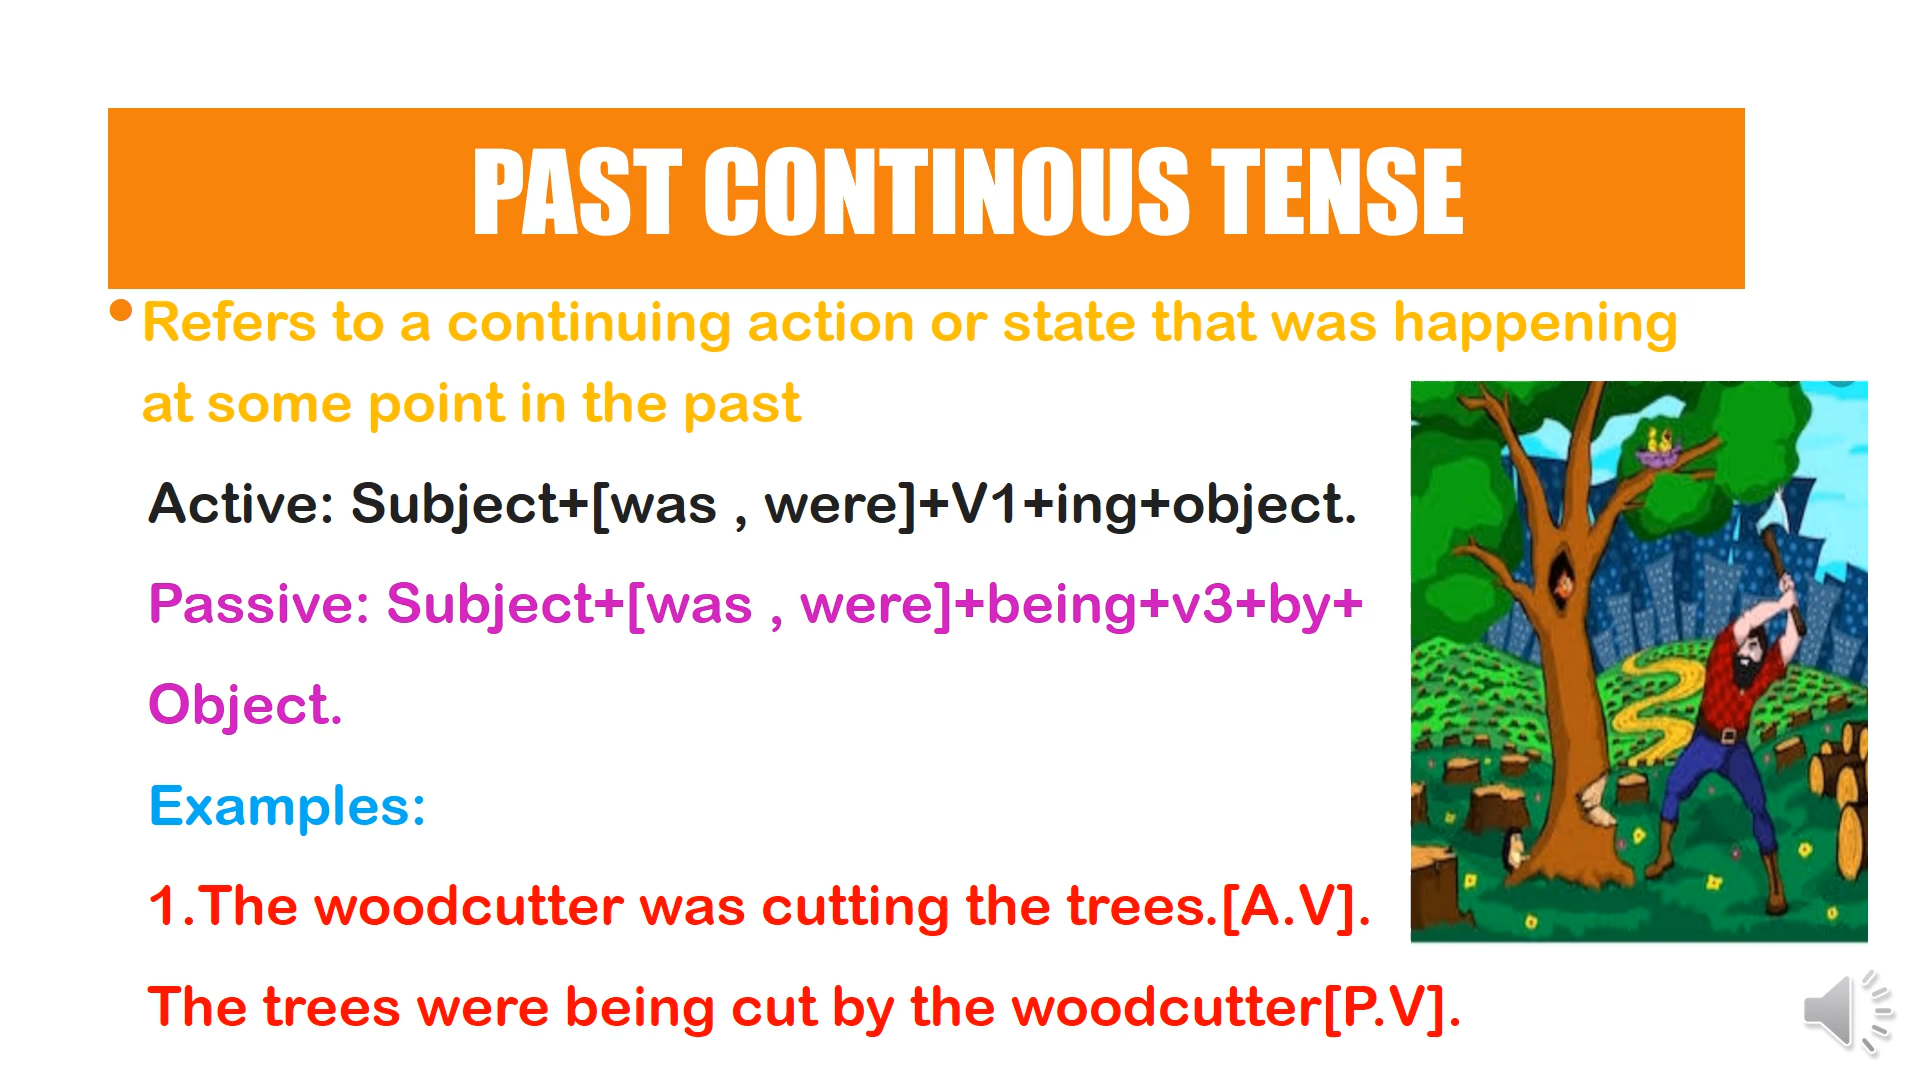 PAST CONTINOUS TENSE
•Refers to a continuing action or state that was happening
at some point in the past
Active: Subject+[was , were]+V1+ing+object.
Passive: Subject+[was , were]+being+v3+by+
Object.
Examples:
1.The woodcutter was cutting the trees.[A.V].
The trees were being cut by the woodcutter[P.V].